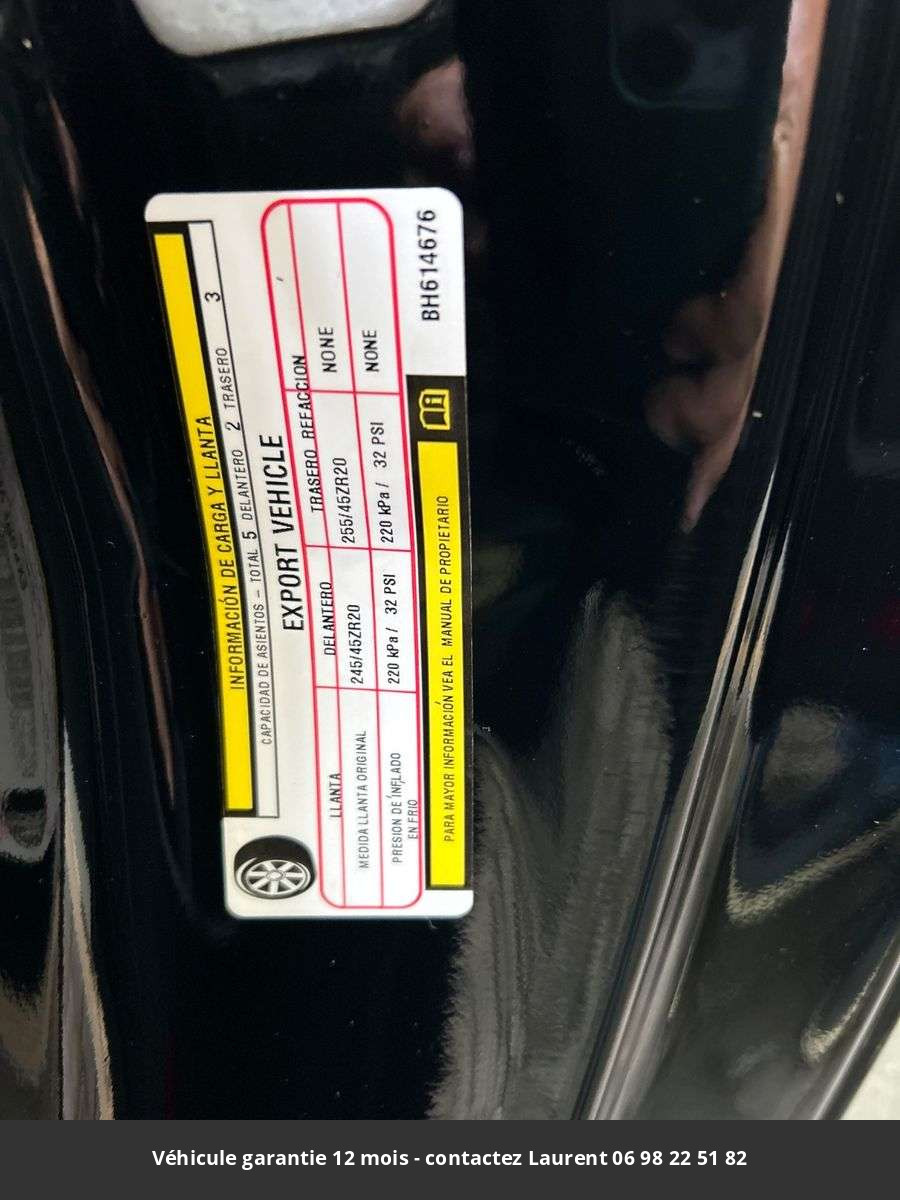 INFORMACIÓN DE CARGA Y LLANTA
CAPACIDAD DE ASIENTOS – TOTAL 5 DELANTERO 2 TRASERO 3
EXPORT VEHICLE
LLANTA DELANTERO TRASERO REFACCION
MEDIDA LLANTA ORIGINAL 245/45ZR20 255/45ZR20 NONE
PRESION DE INFLADO EN FRIO 220 kPa / 32 PSI 220 kPa / 32 PSI NONE
PARA MAYOR INFORMACIÓN VEA EL MANUAL DE PROPIETARIO
BH614676
Véhicule garantie 12 mois - contactez Laurent 06 98 22 51 82